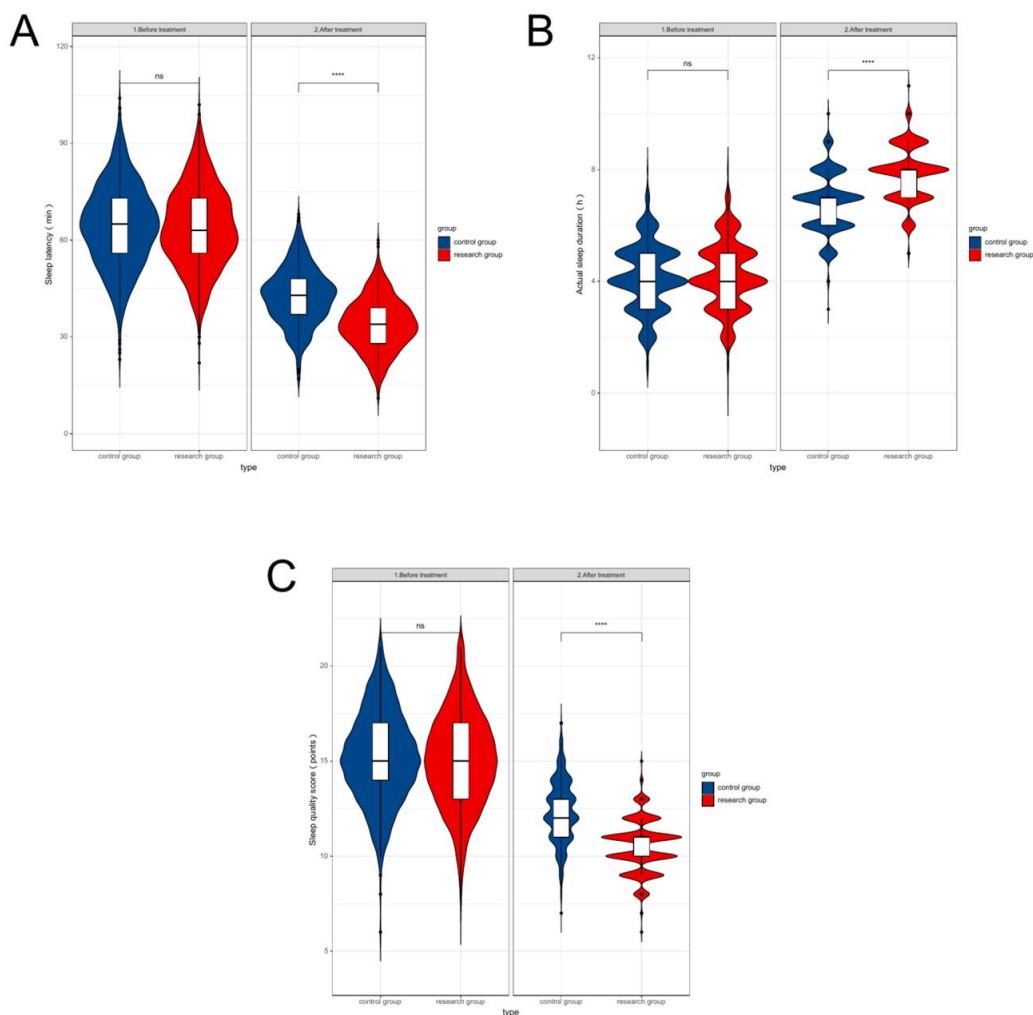 A
1.Before treatment
2.After treatment
120
90
60
30
0
Sleep latency ( min )
ns
****
control group
research group
control group
research group
type
group
control group
research group
B
1.Before treatment
2.After treatment
12
8
4
0
Actual sleep duration ( h )
ns
****
control group
research group
control group
research group
type
group
control group
research group
C
1.Before treatment
2.After treatment
20
15
10
5
Sleep quality score ( points )
ns
****
control group
research group
control group
research group
type
group
control group
research group